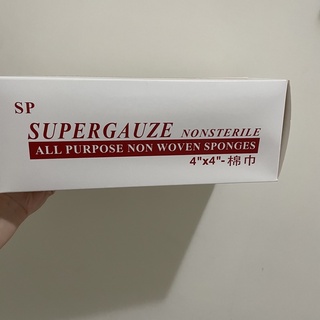 SP
SUPERGAUZE NONSTERILE
ALL PURPOSE NON WOVEN SPONGES
4"x4"-棉巾